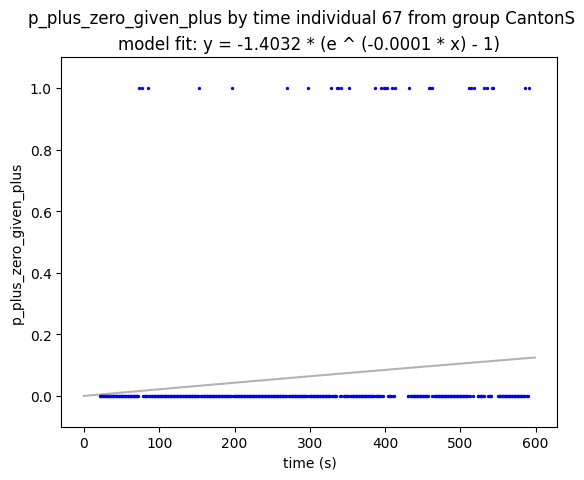 p_plus_zero_given_plus by time individual 67 from group CantonS
model fit: y = -1.4032 * (e ^ (-0.0001 * x) - 1)
1.0
0.8
0.6
0.4
0.2
0.0
p_plus_zero_given_plus
0 100 200 300 400 500 600
time (s)